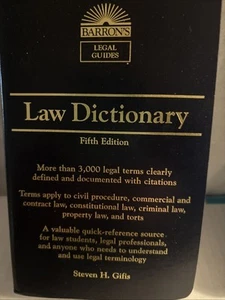 BARRON'S
LEGAL
GUIDES
Law Dictionary
Fifth Edition
More than 3,000 legal terms clearly
defined and documented with citations
Terms apply to civil procedure, commercial and
contract law, constitutional law, criminal law,
property law, and torts
A valuable quick-reference source
for law students, legal professionals,
and anyone who needs to understand
and use legal terminology
Steven H. Gifis